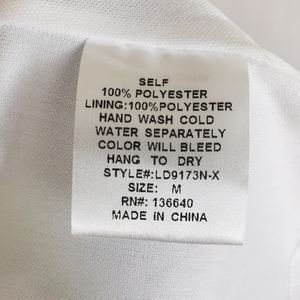 SELF
100% POLYESTER
LINING:100%POLYESTER
HAND WASH COLD
WATER SEPARATELY
COLOR WILL BLEED
HANG TO DRY
STYLE#:LD9173N-X
SIZE: M
RN#: 136640
MADE IN CHINA